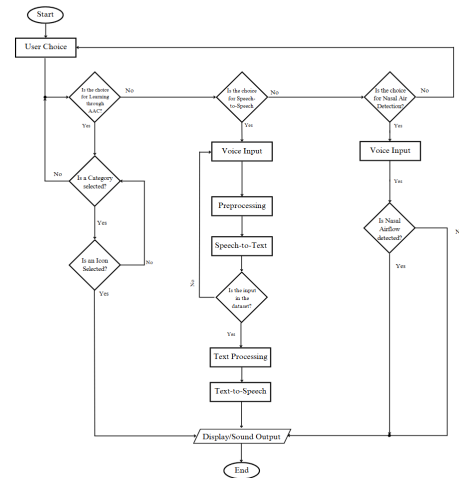 Start
User Choice
Is the choice
for Learning
through
AAC?
No
Yes
Is the choice
for Speech-
to-Speech
No
Yes
Is the choice
for Nasal Air
Detection?
No
Yes
Voice Input
Voice Input
No
Is a Category
selected?
Yes
Yes
Preprocessing
Is Nasal
Airflow
detected?
N
Speech-to-Text
Is an Icon
Selected?
No
Yes
Yes
No
Is the input
in the
dataset?
Yes
Text Processing
Text-to-Speech
Display/Sound Output
End